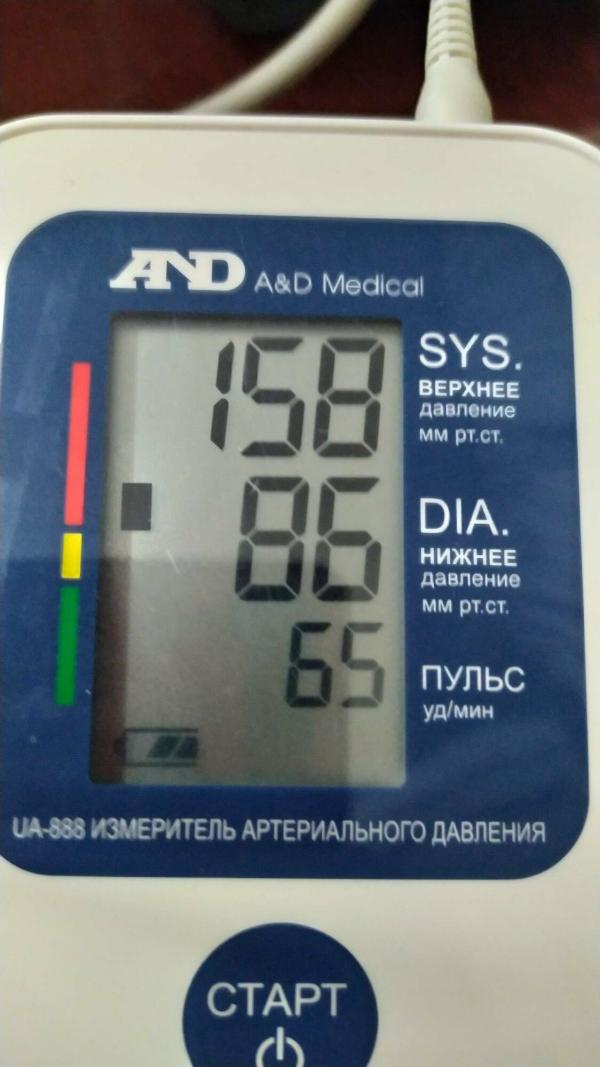 AND A&D Medical
158
SYS.
ВЕРХНЕЕ
давление
мм рт.ст.
86
DIA.
НИЖНЕЕ
давление
мм рт.ст.
65
ПУЛЬС
уд/мин
UA-888 ИЗМЕРИТЕЛЬ АРТЕРИАЛЬНОГО ДАВЛЕНИЯ
СТАРТ